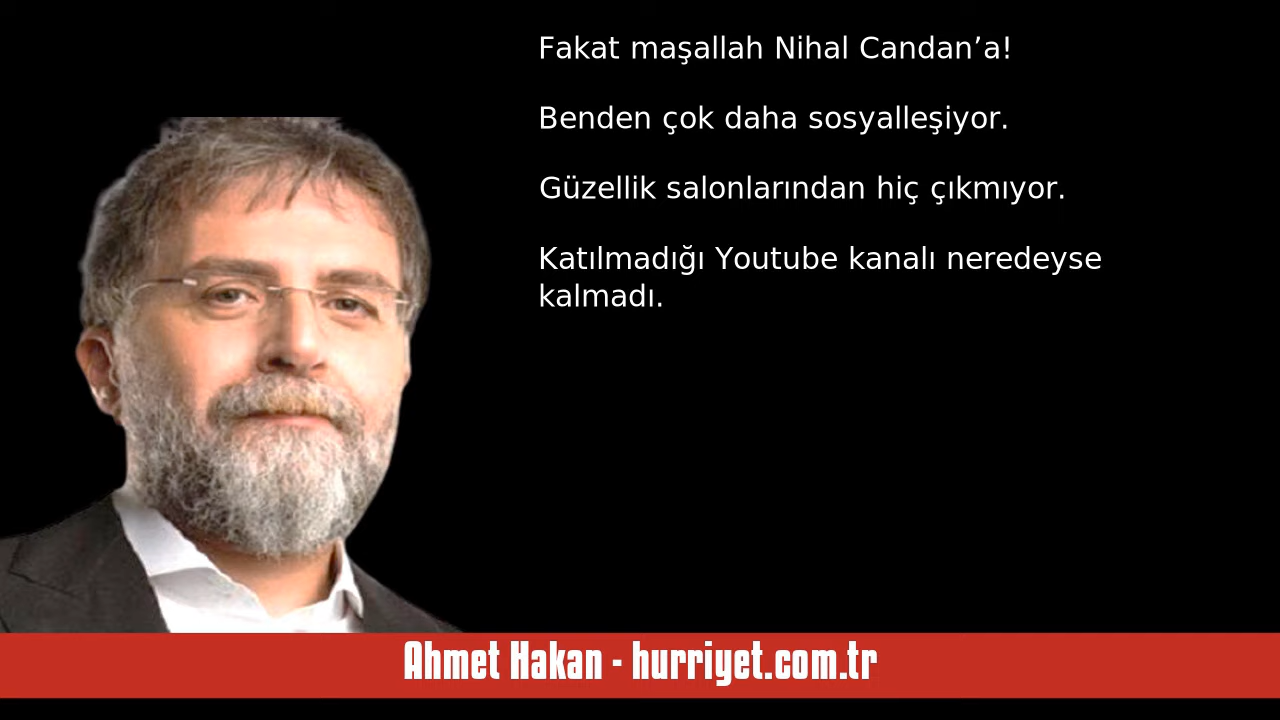 Fakat maşallah Nihal Candan’a!
Benden çok daha sosyalleşiyor.
Güzellik salonlarından hiç çıkmıyor.
Katılmadığı Youtube kanalı neredeyse
kalmadı.
Ahmet Hakan - hurriyet.com.tr